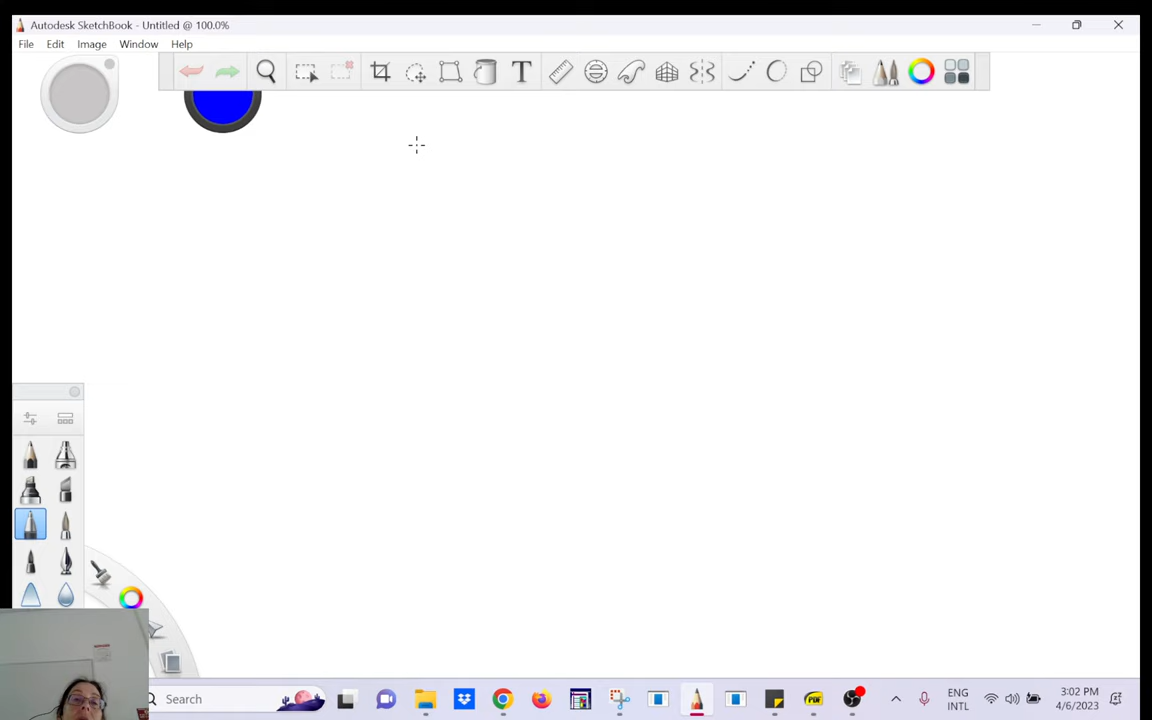 Autodesk SketchBook - Untitled @ 100.0%
File Edit Image Window Help
T
Search
PDF
ENG
INTL
3:02 PM
4/6/2023